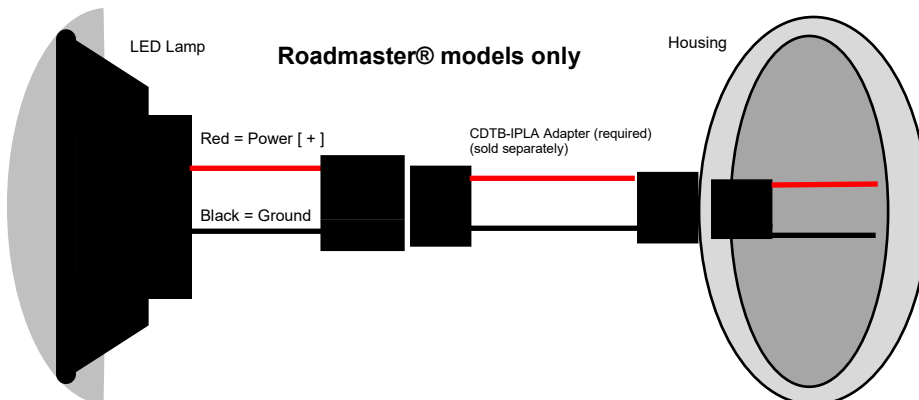 LED Lamp
Roadmaster® models only
Housing
Red = Power [ + ]
CDTB-IPLA Adapter (required)
(sold separately)
Black = Ground